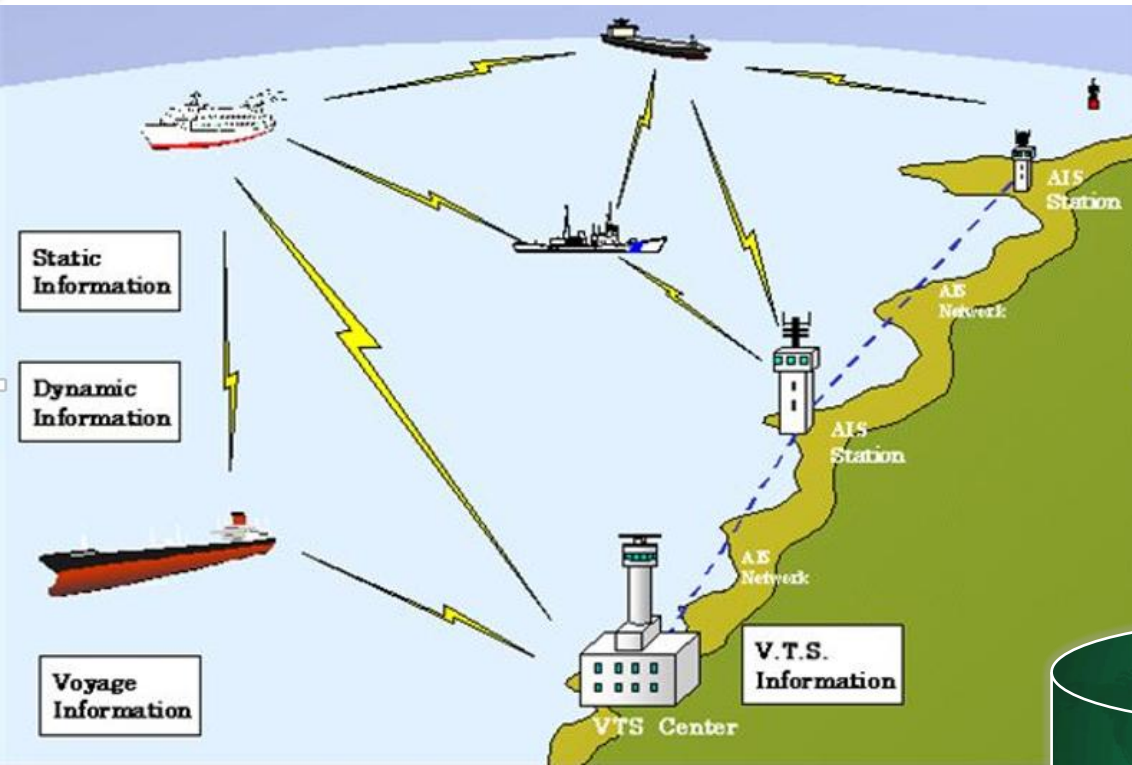 AIS
Station
Static
Information
AIS
Network
Dynamic
Information
AIS
Station
AIS
Network
V.T.S.
Information
Voyage
Information
VTS Center